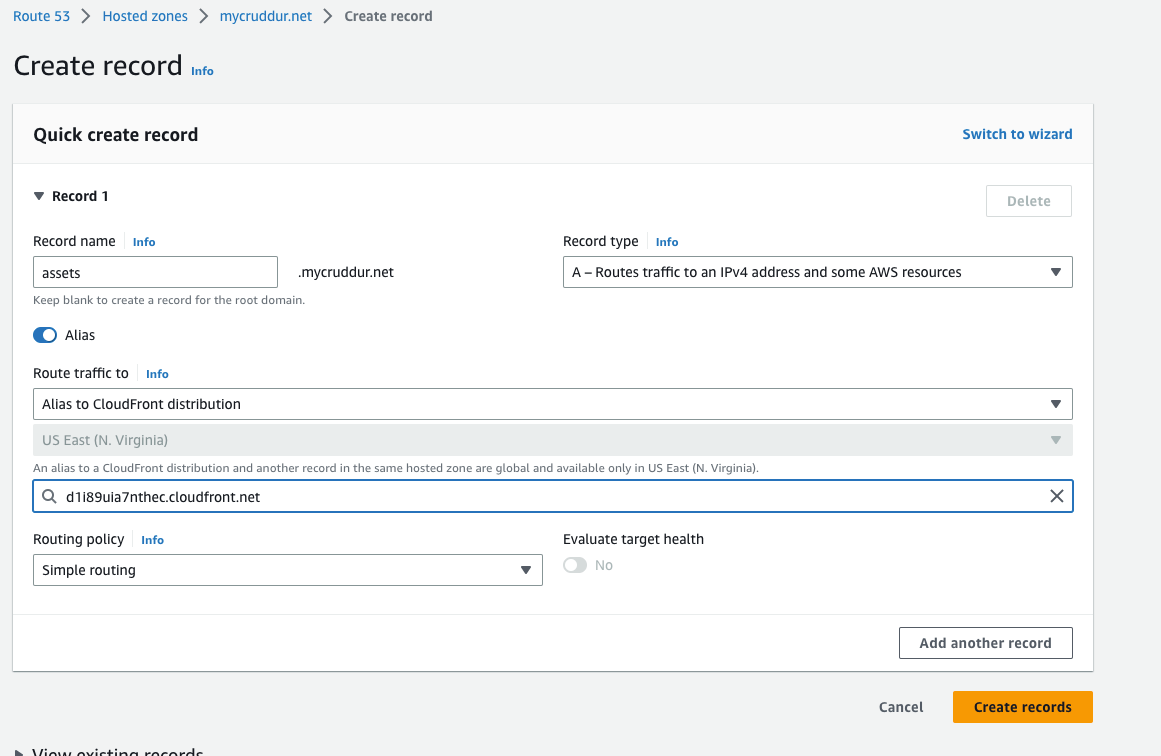 Route 53 > Hosted zones > mycruddur.net > Create record
Create record Info
Quick create record Switch to wizard
Record 1 Delete
Record name Info Record type Info
assets .mycruddur.net A – Routes traffic to an IPv4 address and some AWS resources
Keep blank to create a record for the root domain.
Alias
Route traffic to Info
Alias to CloudFront distribution
US East (N. Virginia)
An alias to a CloudFront distribution and another record in the same hosted zone are global and available only in US East (N. Virginia).
d1i89uia7nthec.cloudfront.net
Routing policy Info Evaluate target health
Simple routing No
Add another record
Cancel Create records
View existing records